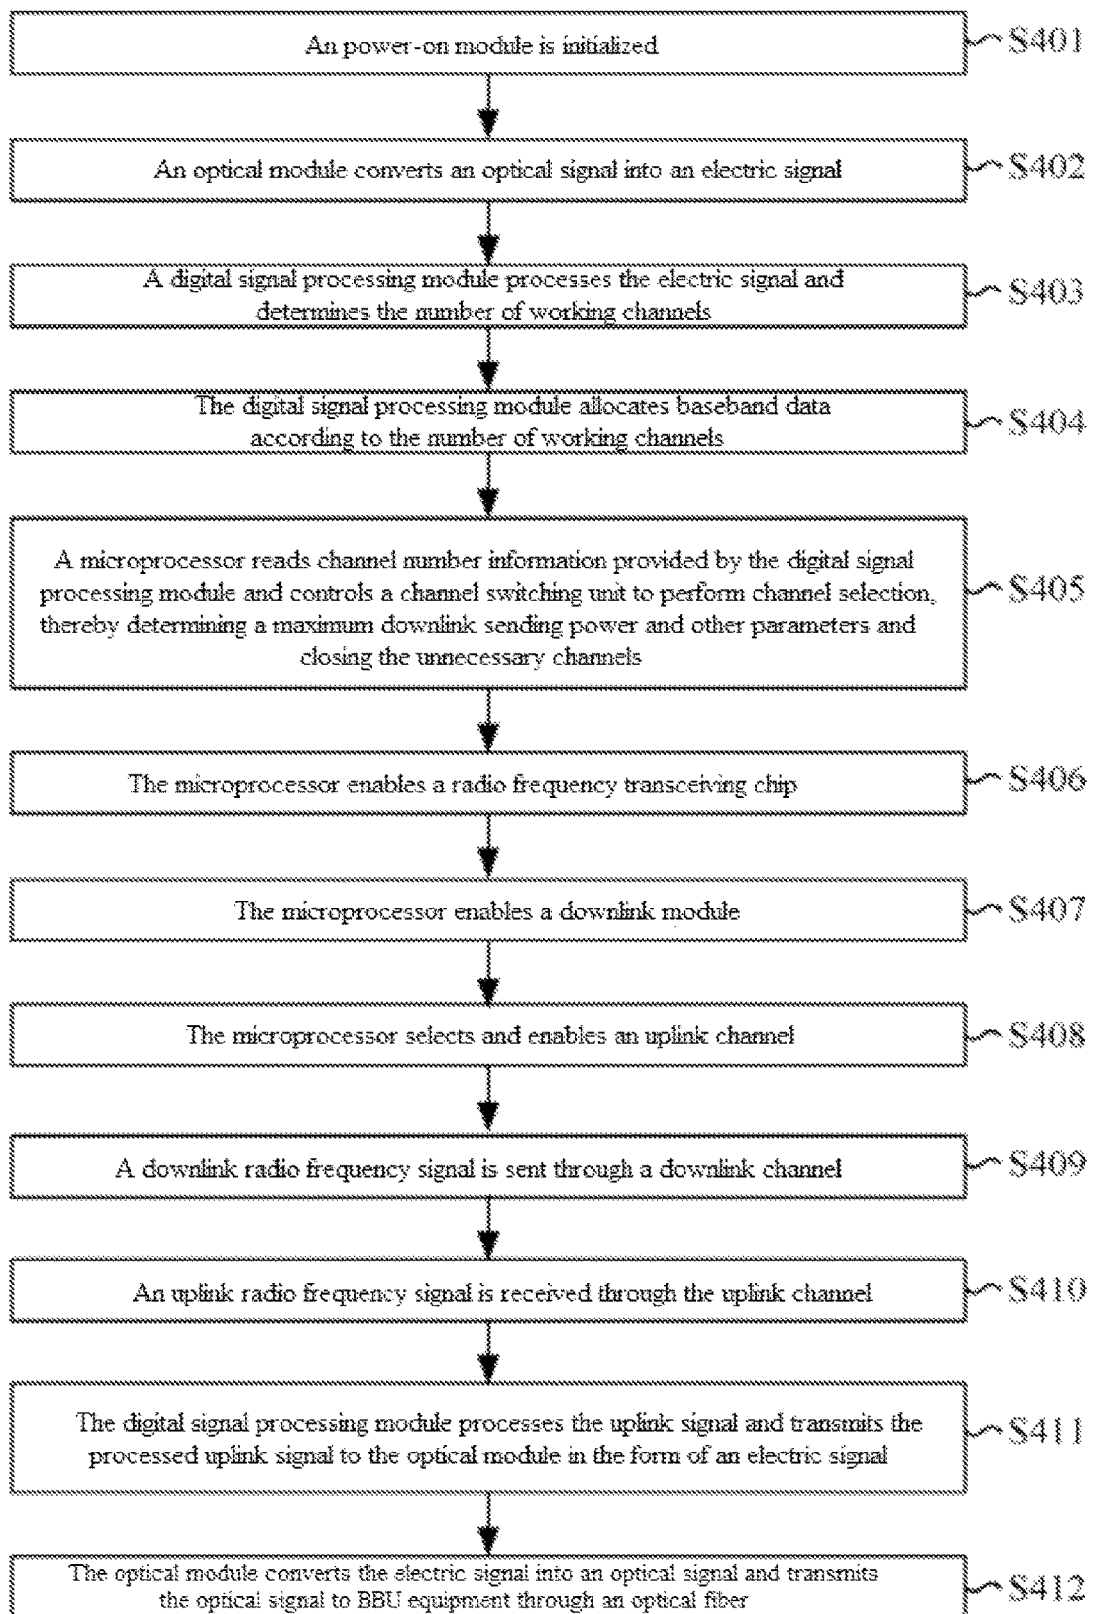 An power-on module is initialized
S401
An optical module converts an optical signal into an electric signal
S402
A digital signal processing module processes the electric signal and
determines the number of working channels
S403
The digital signal processing module allocates baseband data
according to the number of working channels
S404
A microprocessor reads channel number information provided by the digital signal
processing module and controls a channel switching unit to perform channel selection,
thereby determining a maximum downlink sending power and other parameters and
closing the unnecessary channels
S405
The microprocessor enables a radio frequency transceiving chip
S406
The microprocessor enables a downlink module
S407
The microprocessor selects and enables an uplink channel
S408
A downlink radio frequency signal is sent through a downlink channel
S409
An uplink radio frequency signal is received through the uplink channel
S410
The digital signal processing module processes the uplink signal and transmits the
processed uplink signal to the optical module in the form of an electric signal
S411
The optical module converts the electric signal into an optical signal and transmits
the optical signal to BBU equipment through an optical fiber
S412